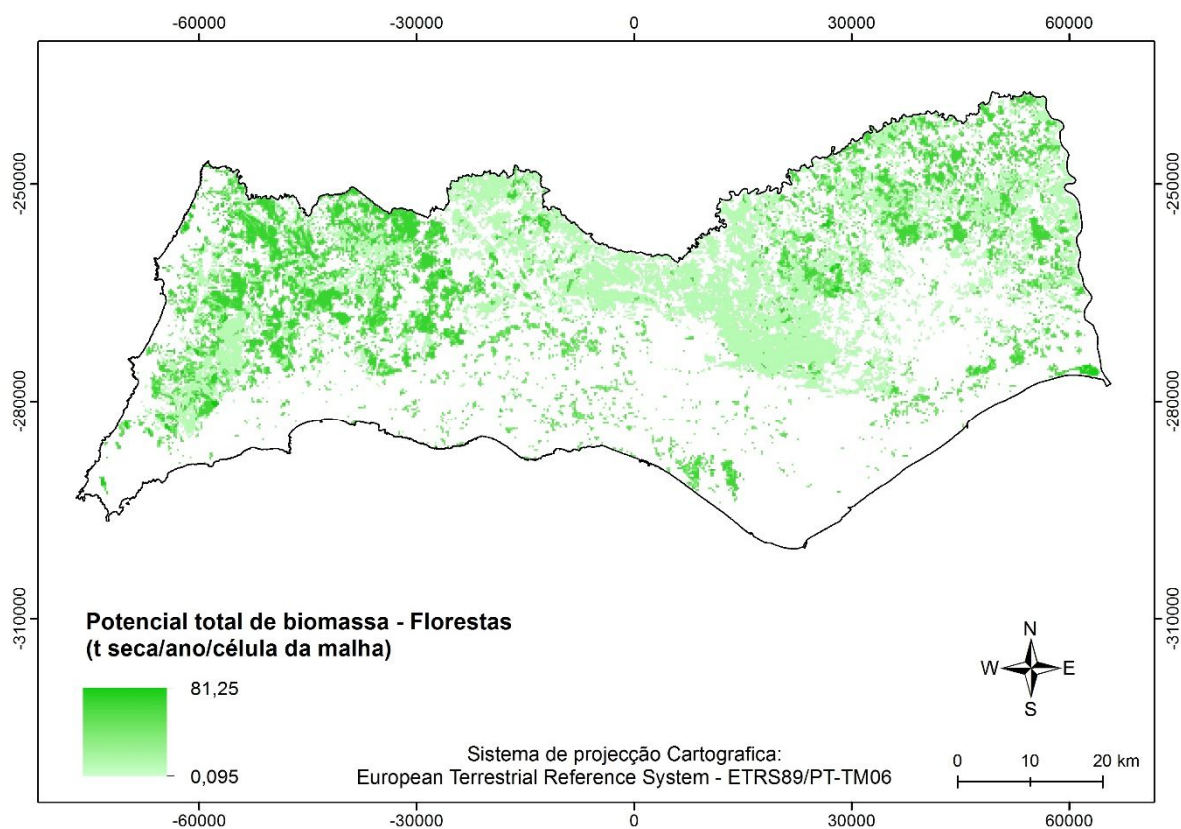 -60000 -30000 0 30000 60000
-250000 -250000
-280000 -280000
-310000 -310000
Potencial total de biomassa - Florestas
(t seca/ano/célula da malha)
81,25
0,095
N
W E
S
Sistema de projecção Cartografica:
European Terrestrial Reference System - ETRS89/PT-TM06
0 10 20 km
-60000 -30000 0 30000 60000